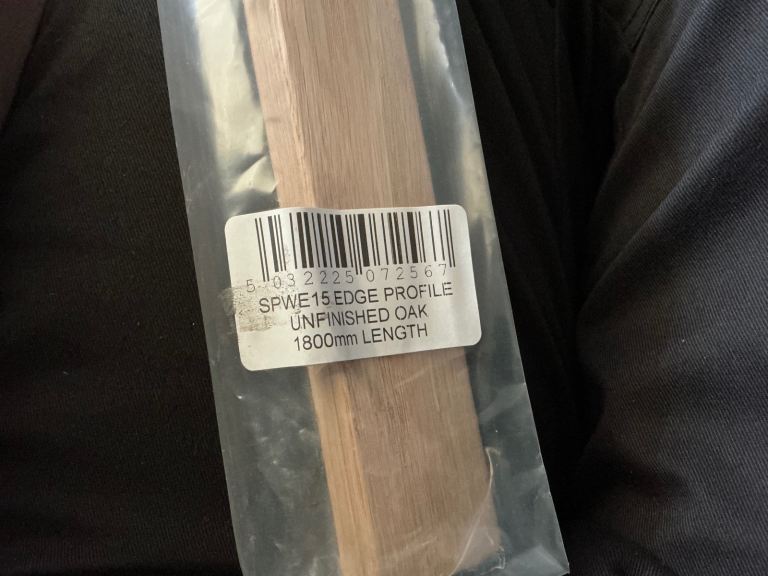 5 032225 072567
SPWE15 EDGE PROFILE
UNFINISHED OAK
1800mm LENGTH